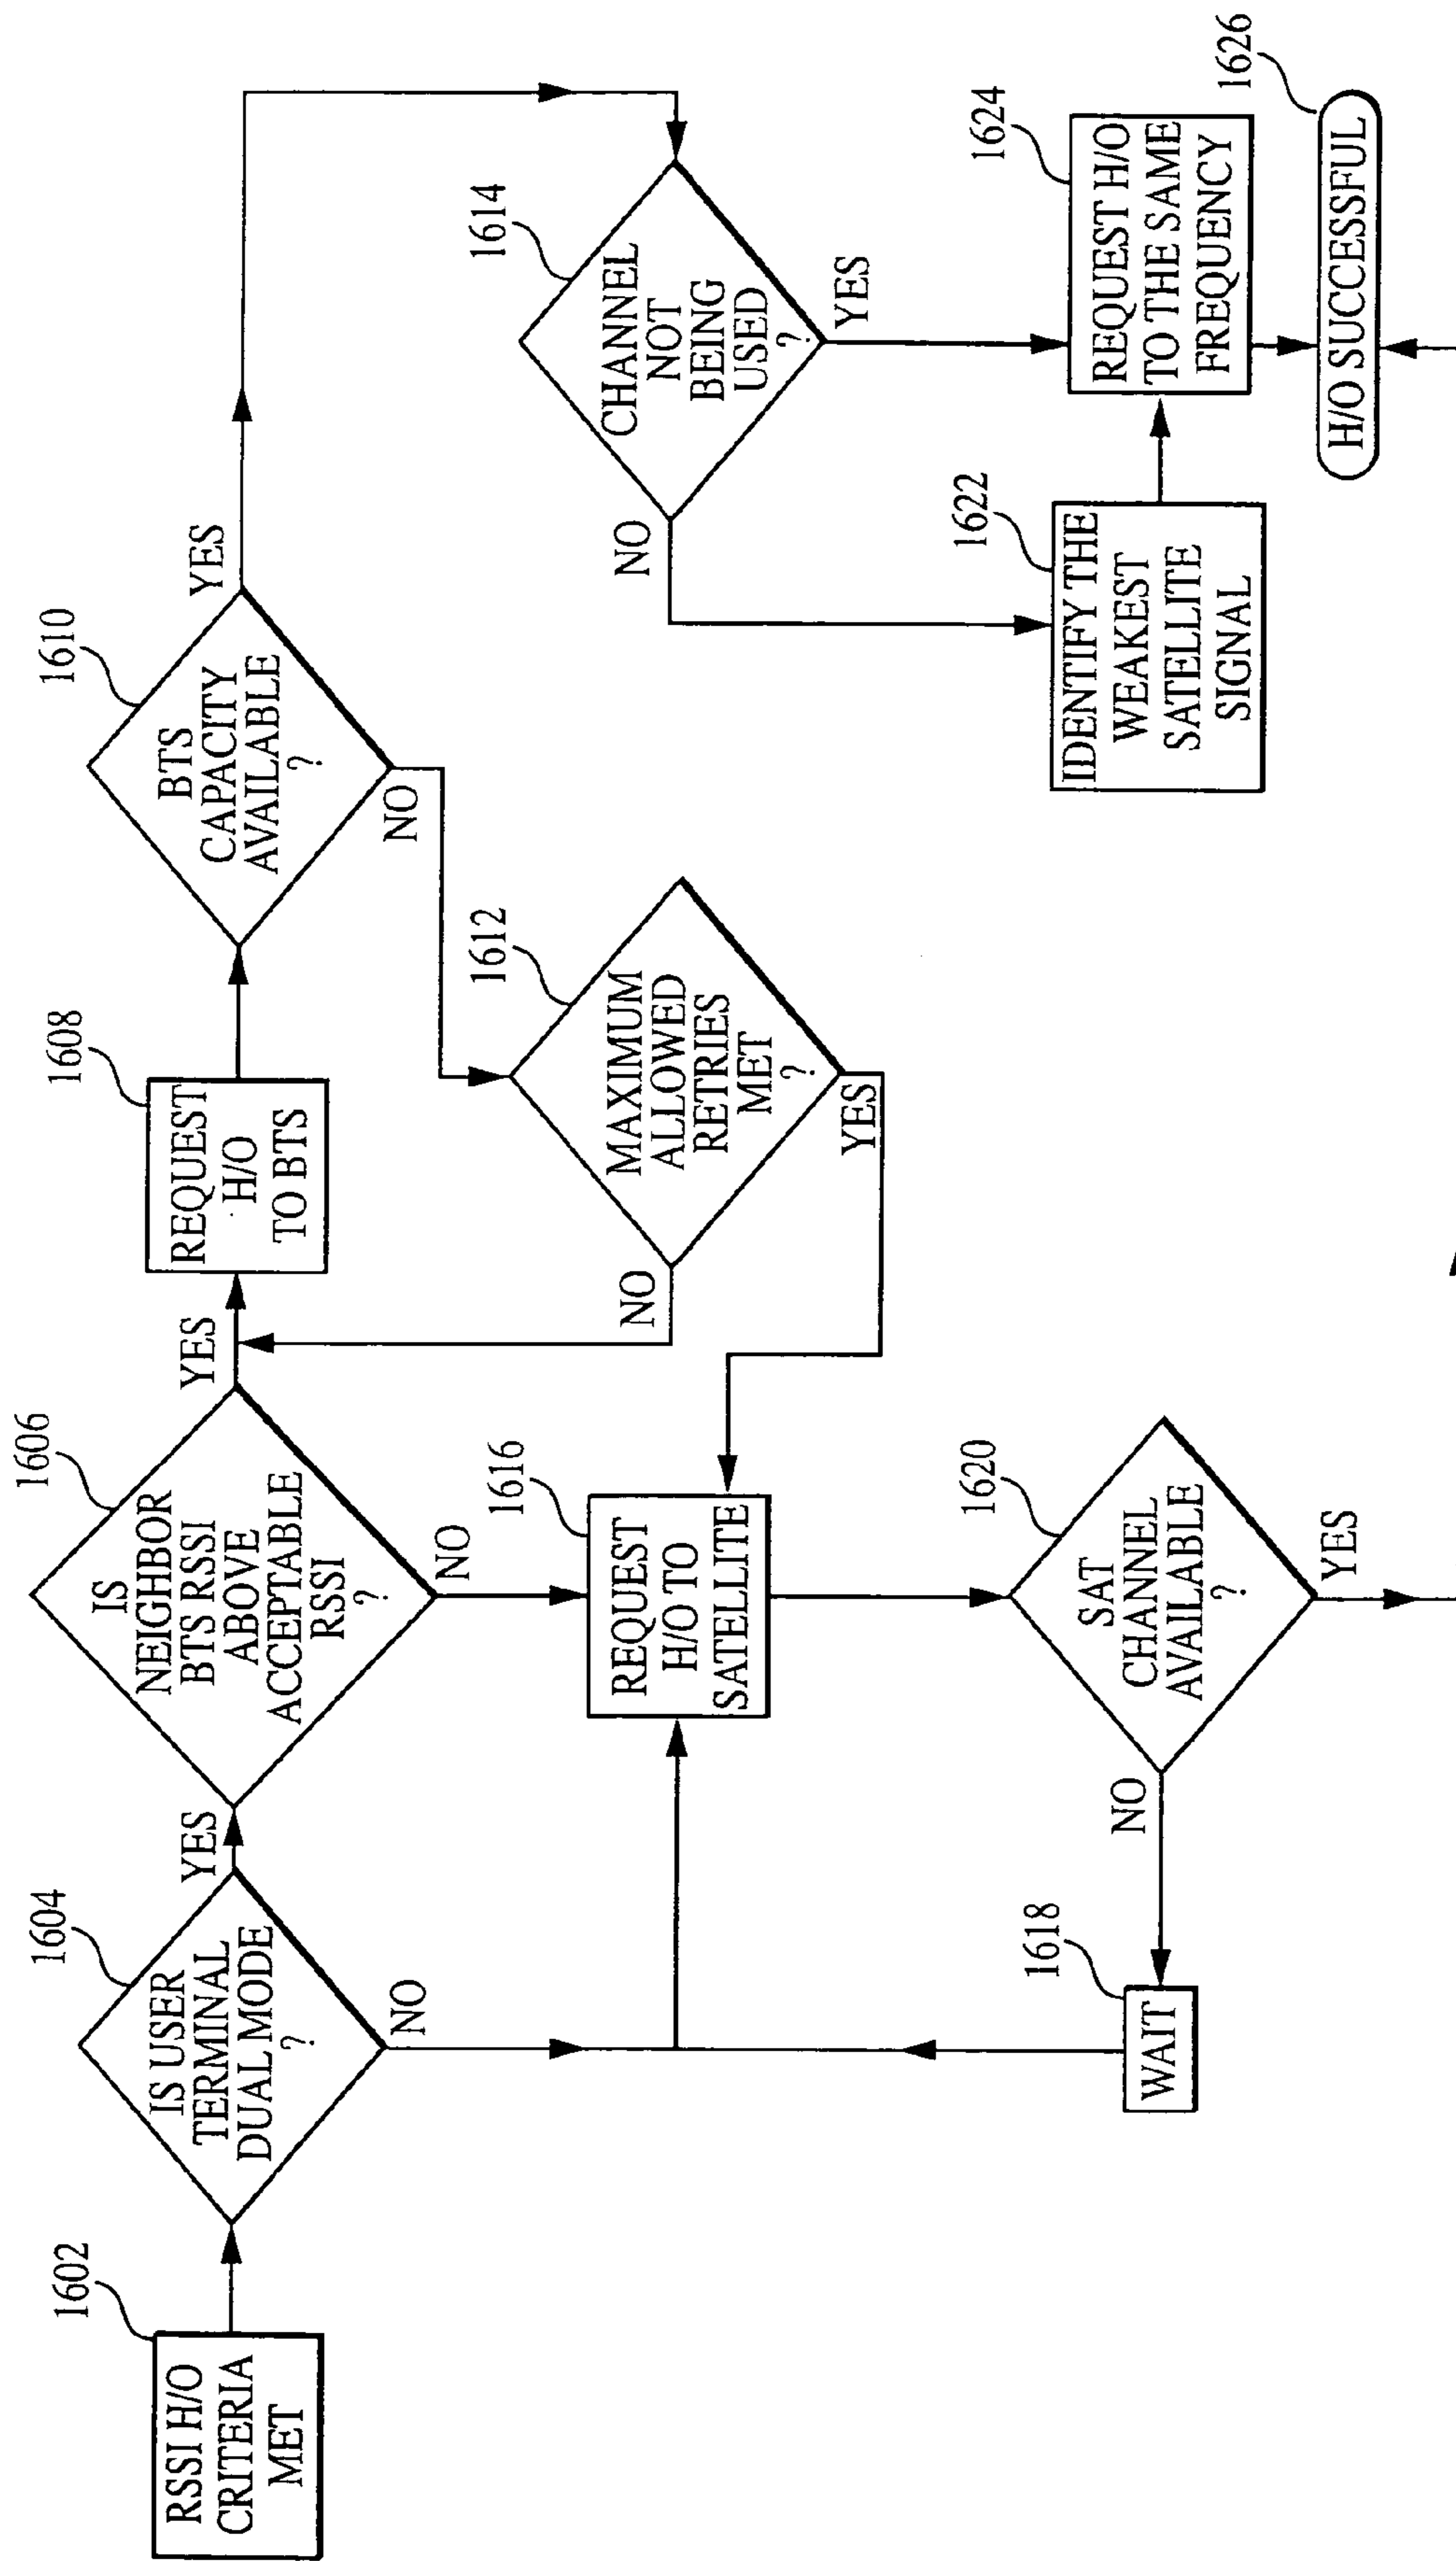 1602
RSSI H/O
CRITERIA
MET
1604
IS USER
TERMINAL
DUAL MODE
?
YES
NO
1606
IS
NEIGHBOR
BTS RSSI
ABOVE
ACCEPTABLE
RSSI
?
YES
NO
1608
REQUEST
H/O
TO BTS
1610
BTS
CAPACITY
AVAILABLE
?
YES
NO
1612
MAXIMUM
ALLOWED
RETRIES
MET
?
NO
YES
1614
CHANNEL
NOT
BEING
USED
?
NO
YES
1616
REQUEST
H/O TO
SATELLITE
1618
WAIT
1620
SAT
CHANNEL
AVAILABLE
?
NO
YES
1622
IDENTIFY THE
WEAKEST
SATELLITE
SIGNAL
1624
REQUEST H/O
TO THE SAME
FREQUENCY
1626
H/O SUCCESSFUL